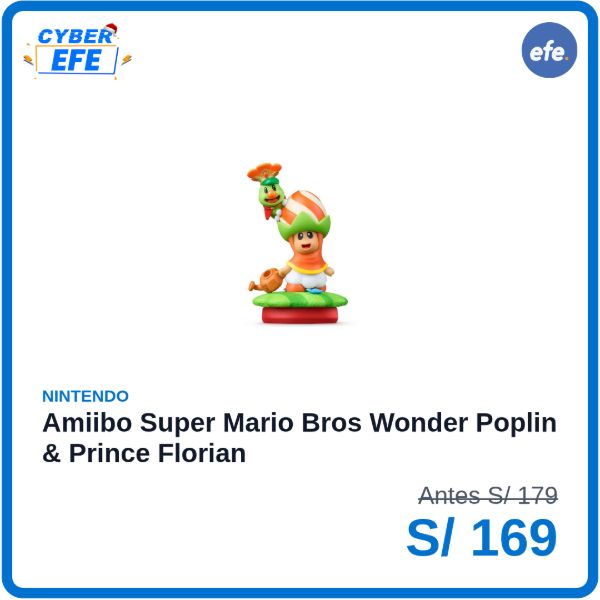 CYBER
EFE
efe.
NINTENDO
Amiibo Super Mario Bros Wonder Poplin
& Prince Florian
Antes S/ 179
S/ 169